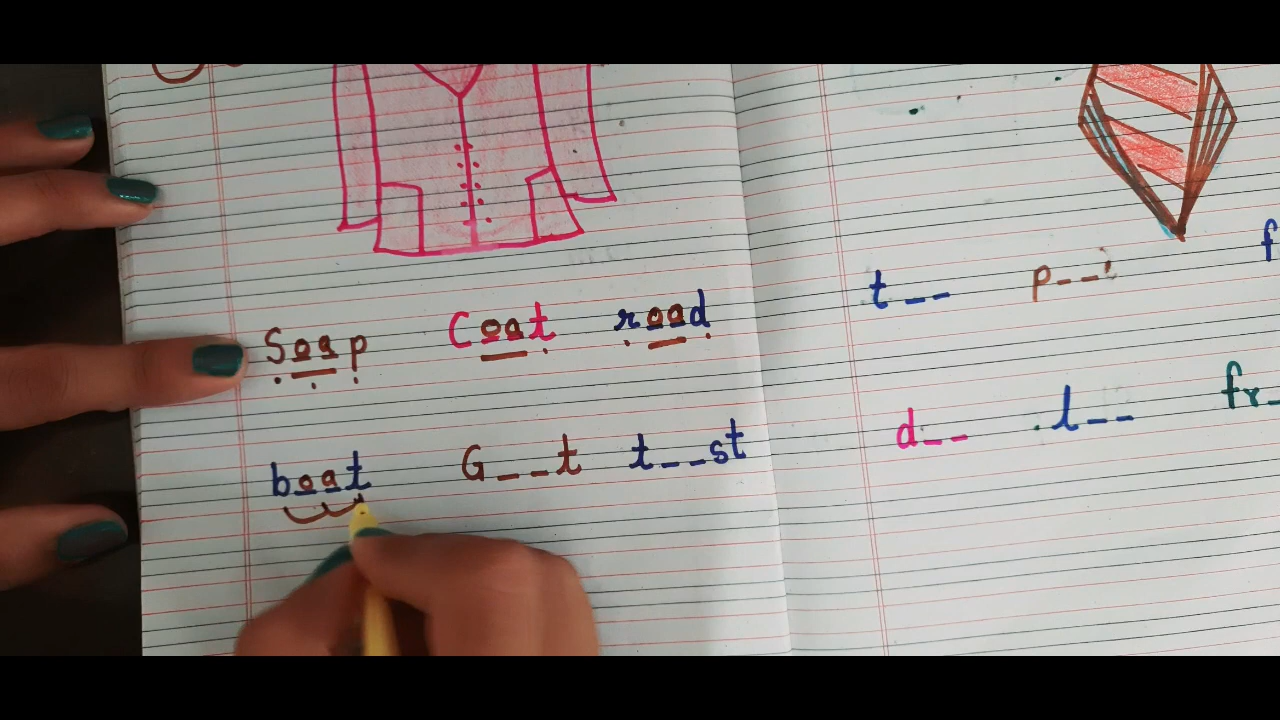 Soap Coat road
boat G__t t__st
t__ p__' f
d__ l__ fr_